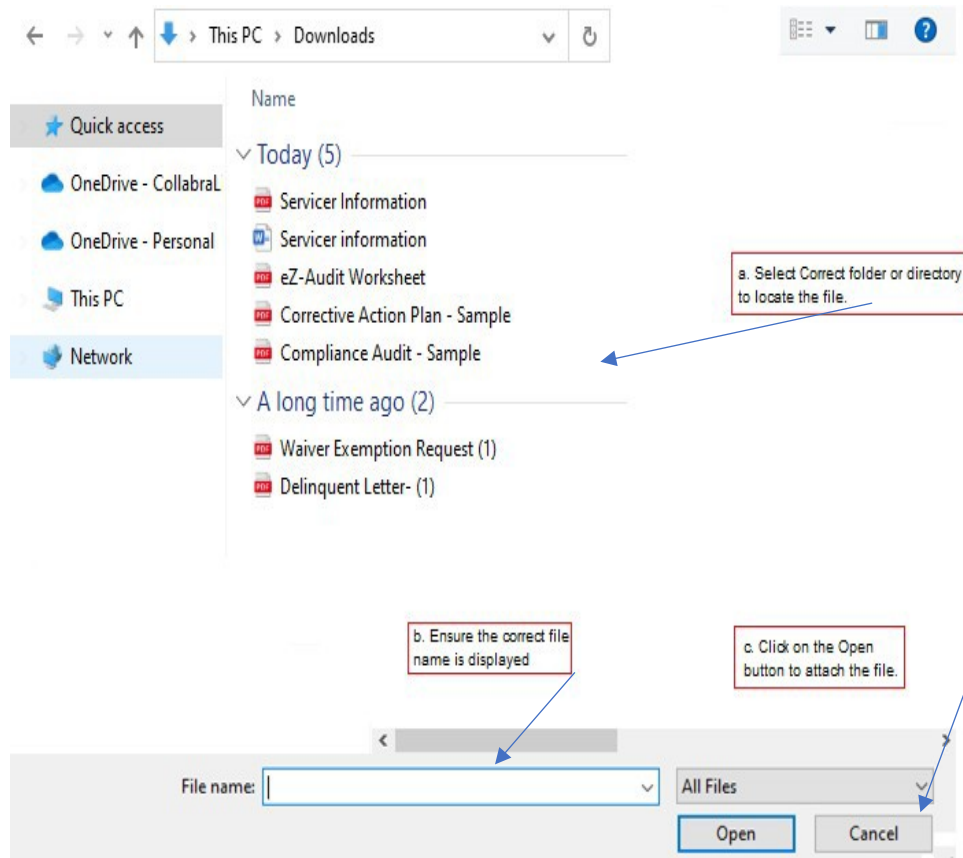 This PC > Downloads
Name
Quick access
Today (5)
OneDrive - CollabraL
Servicer Information
OneDrive - Personal
Servicer information
eZ-Audit Worksheet
a. Select Correct folder or directory
to locate the file.
This PC
Corrective Action Plan - Sample
Network
Compliance Audit - Sample
A long time ago (2)
Waiver Exemption Request (1)
Delinquent Letter- (1)
b. Ensure the correct file
name is displayed
c. Click on the Open
button to attach the file.
File name:
All Files
Open
Cancel